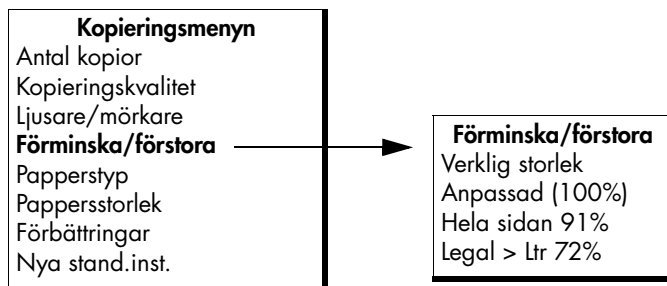 Kopieringsmenyn
Antal kopior
Kopieringskvalitet
Ljusare/mörkare
Förminska/förstora
Papperstyp
Pappersstorlek
Förbättringar
Nya stand.inst.
Förminska/förstora
Verklig storlek
Anpassad (100%)
Hela sidan 91%
Legal > Ltr 72%